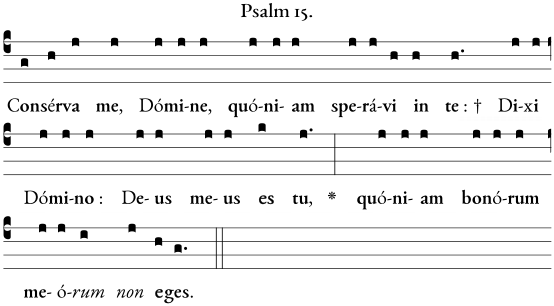 Psalm 15.
Consérva me, Dómi-ne, quó-ni-am spe-rá-vi in te : † Di-xi
Dómi-no : De-us me-us es tu, * quó-ni-am bonó-rum
me-ó-rum non eges.